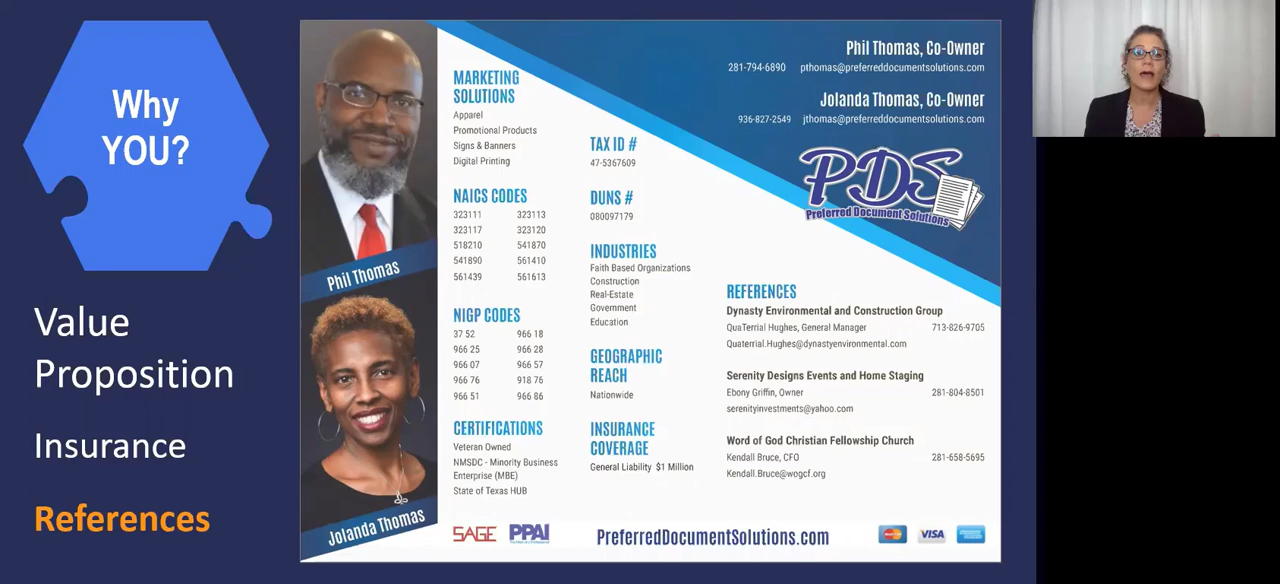 Why
YOU?
Value
Proposition
Insurance
References
Phil Thomas
Jolanda Thomas
MARKETING
SOLUTIONS
Apparel
Promotional Products
Signs & Banners
Digital Printing
NAICS CODES
323111 323113
323117 323120
518210 541870
541890 561410
561439 561613
NIGP CODES
37 52 966 18
966 25 966 28
966 07 966 57
966 76 918 76
966 51 966 86
CERTIFICATIONS
Veteran Owned
NMSDC - Minority Business
Enterprise (MBE)
State of Texas HUB
TAX ID #
47-5367609
DUNS #
080097179
INDUSTRIES
Faith Based Organizations
Construction
Real-Estate
Government
Education
GEOGRAPHIC
REACH
Nationwide
INSURANCE
COVERAGE
General Liability $1 Million
Phil Thomas, Co-Owner
281-794-6890 pthomas@preferreddocumentsolutions.com
Jolanda Thomas, Co-Owner
936-827-2549 jthomas@preferreddocumentsolutions.com
PDS
Preferred Document Solutions
REFERENCES
Dynasty Environmental and Construction Group
QuaTerrial Hughes, General Manager 713-826-9705
Quaterrial.Hughes@dynastyenvironmental.com
Serenity Designs Events and Home Staging
Ebony Griffin, Owner 281-804-8501
serenityinvestments@yahoo.com
Word of God Christian Fellowship Church
Kendall Bruce, CFO 281-658-5695
Kendall.Bruce@wogcf.org
SAGE PPAI PreferredDocumentSolutions.com VISA